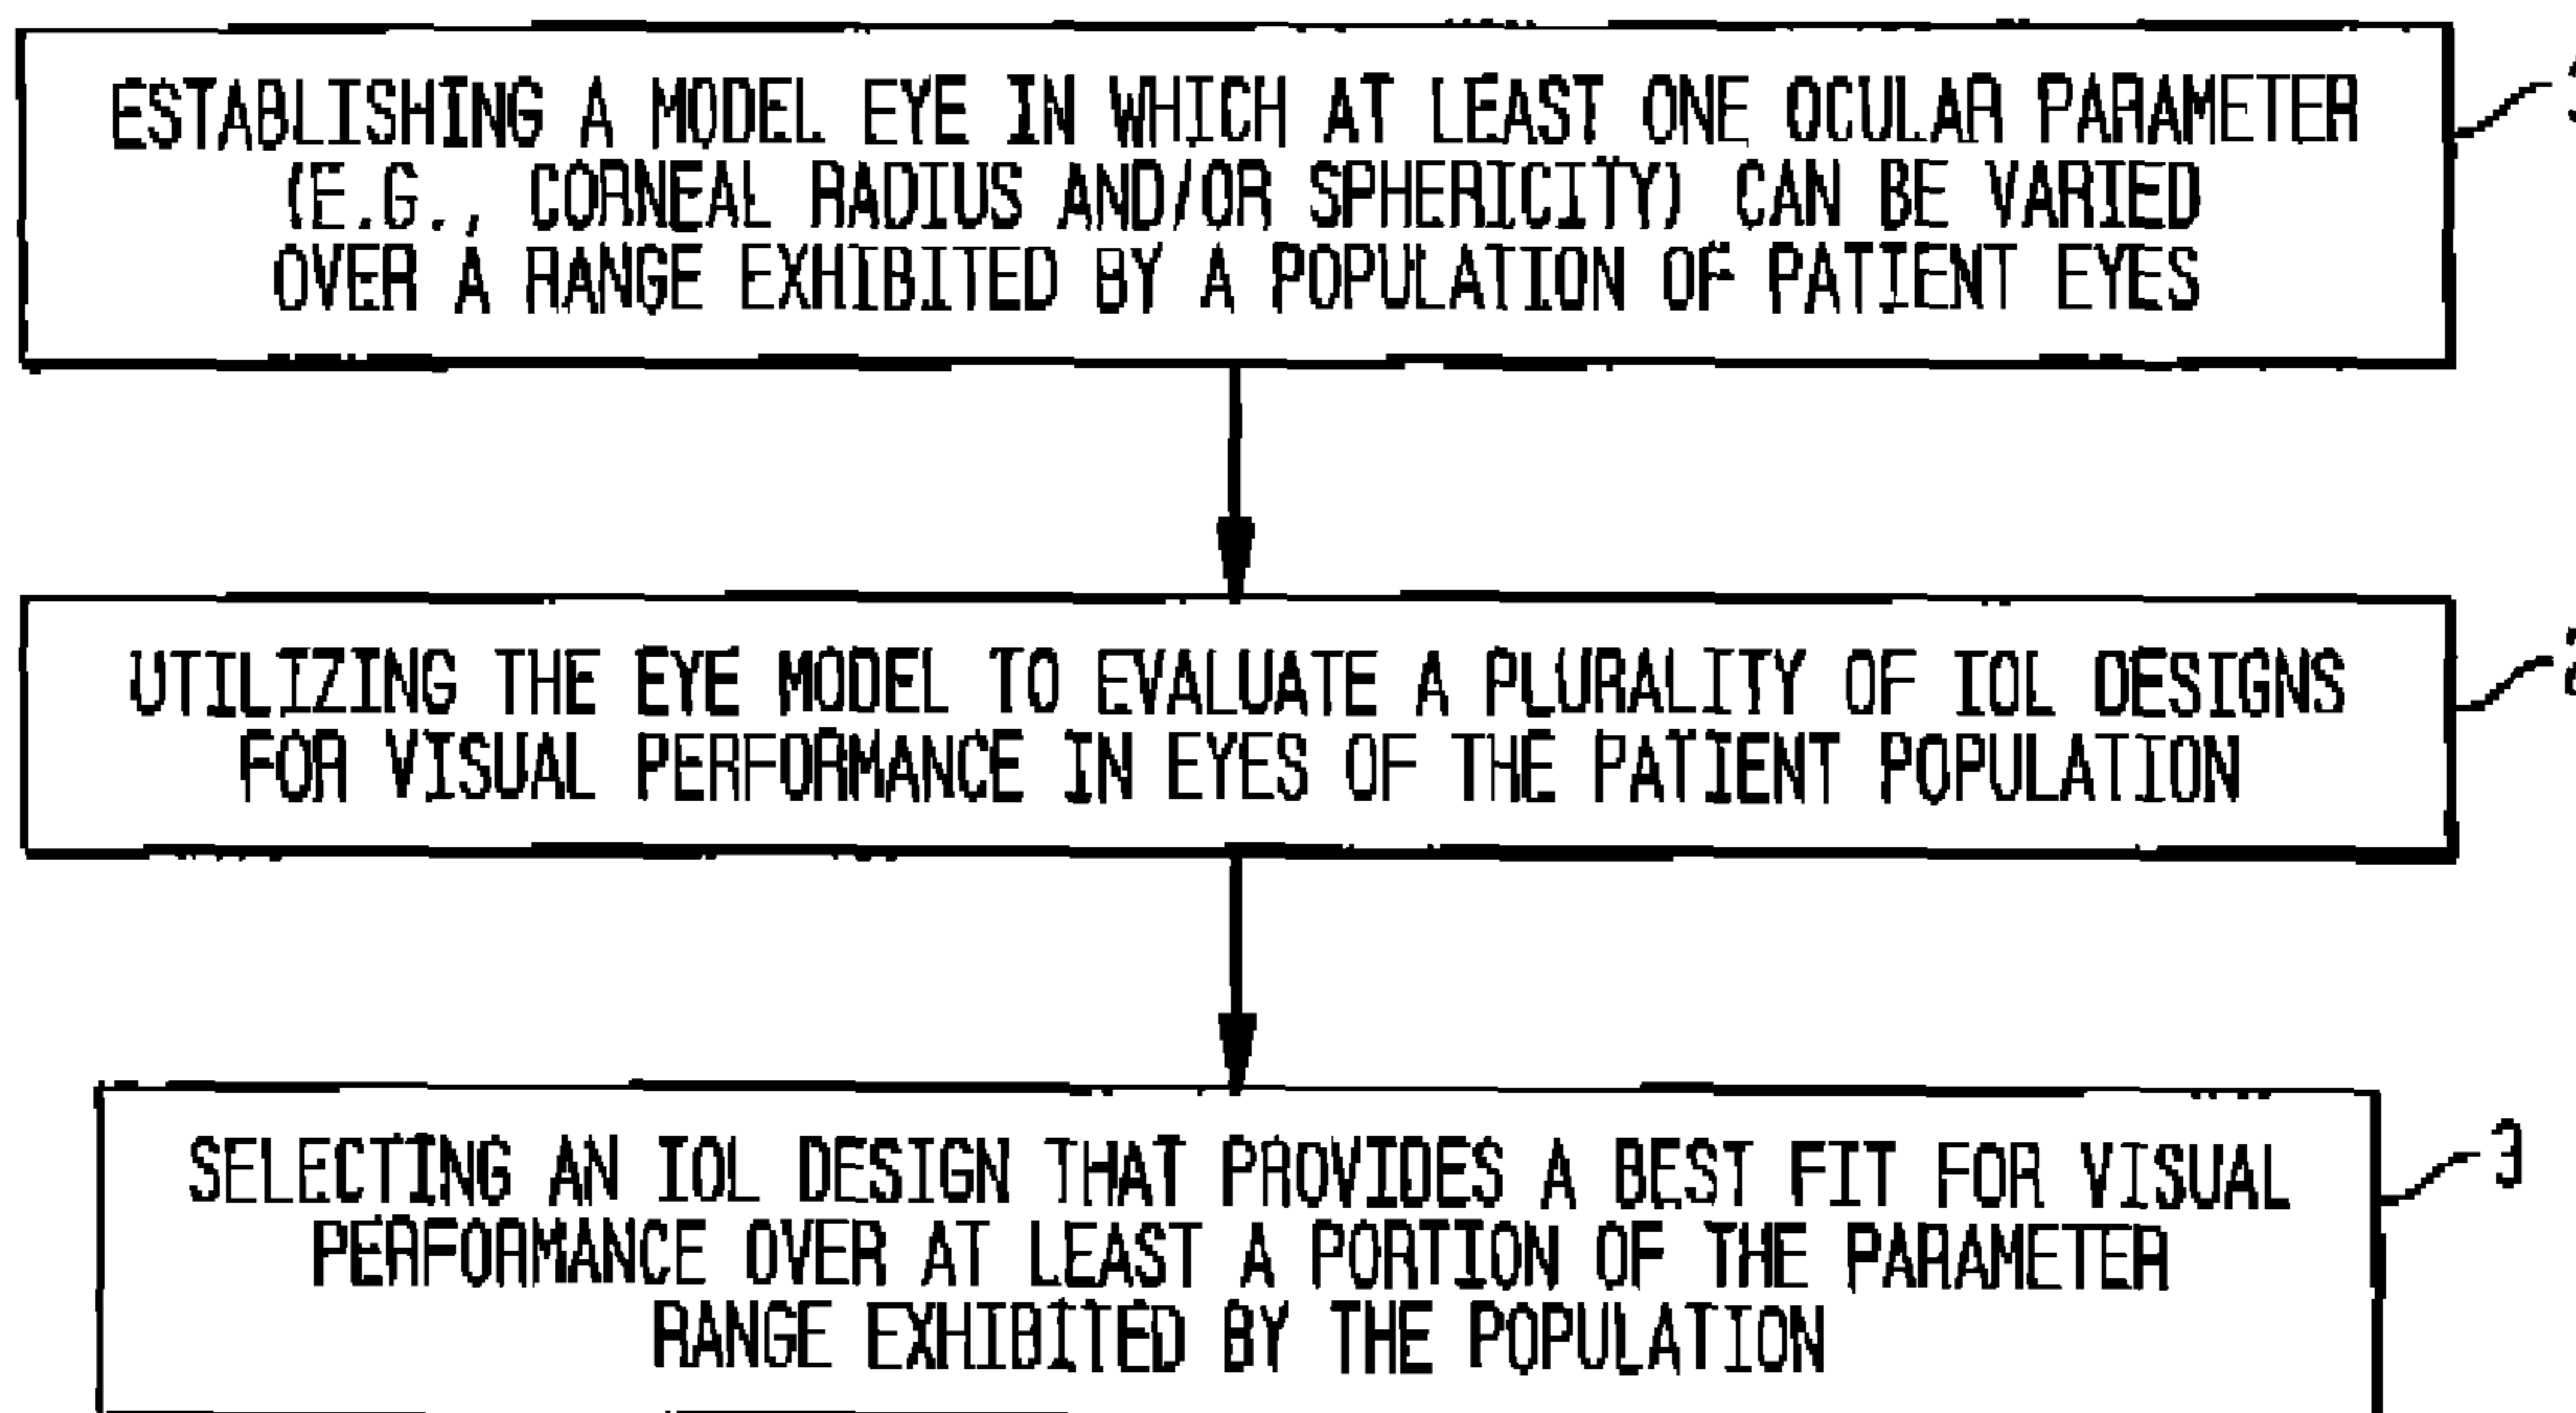 ESTABLISHING A MODEL EYE IN WHICH AT LEAST ONE OCULAR PARAMETER
(E.G., CORNEAL RADIUS AND/OR SPHERICITY) CAN BE VARIED
OVER A RANGE EXHIBITED BY A POPULATION OF PATIENT EYES
UTILIZING THE EYE MODEL TO EVALUATE A PLURALITY OF IOL DESIGNS
FOR VISUAL PERFORMANCE IN EYES OF THE PATIENT POPULATION
SELECTING AN IOL DESIGN THAT PROVIDES A BEST FIT FOR VISUAL
3
PERFORMANCE OVER AT LEAST A PORTION OF THE PARAMETER
RANGE EXHIBITED BY THE POPULATION